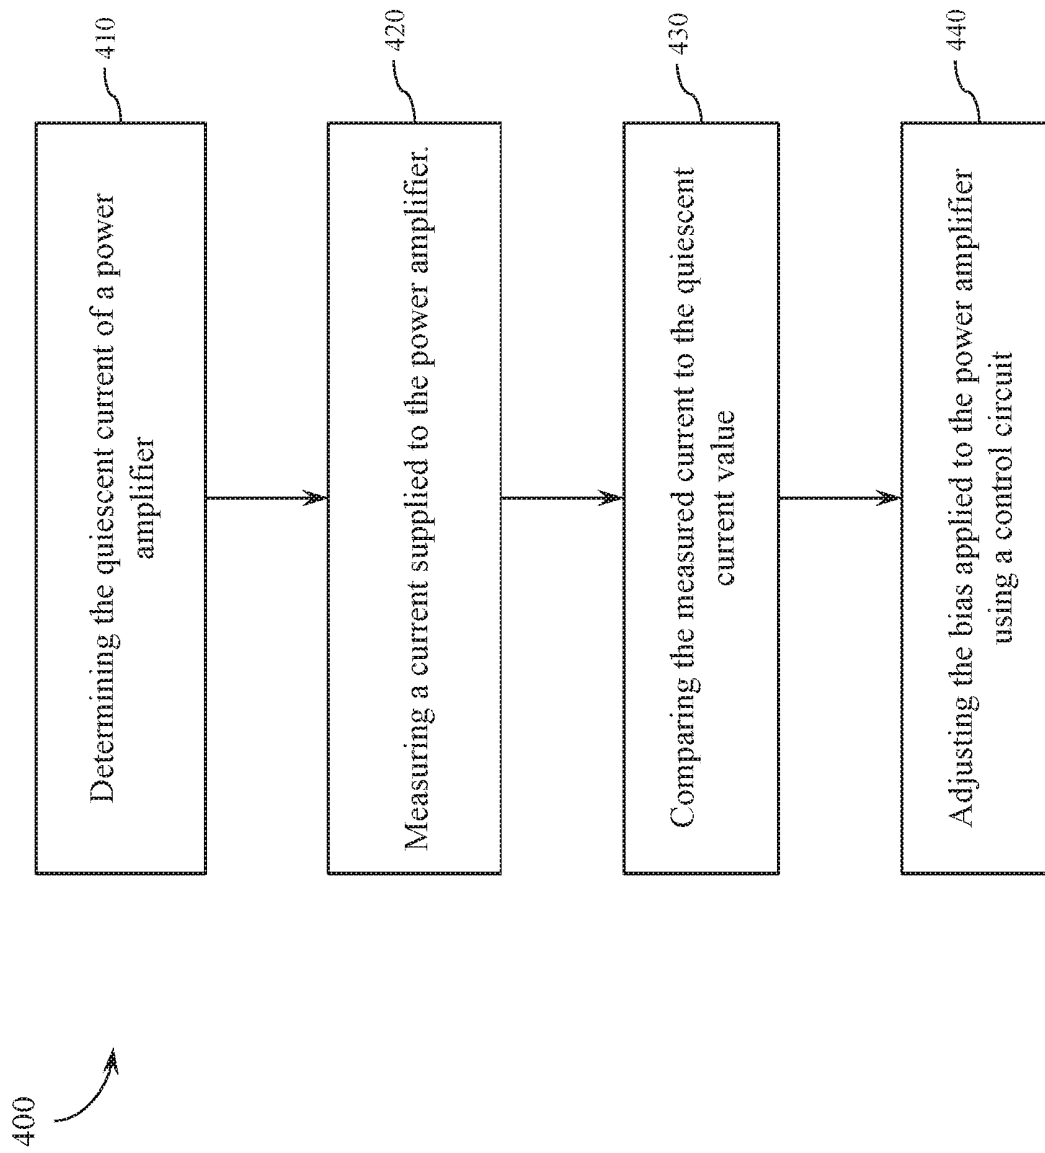 400
410
Determining the quiescent current of a power
amplifier
420
Measuring a current supplied to the power amplifier.
430
Comparing the measured current to the quiescent
current value
440
Adjusting the bias applied to the power amplifier
using a control circuit